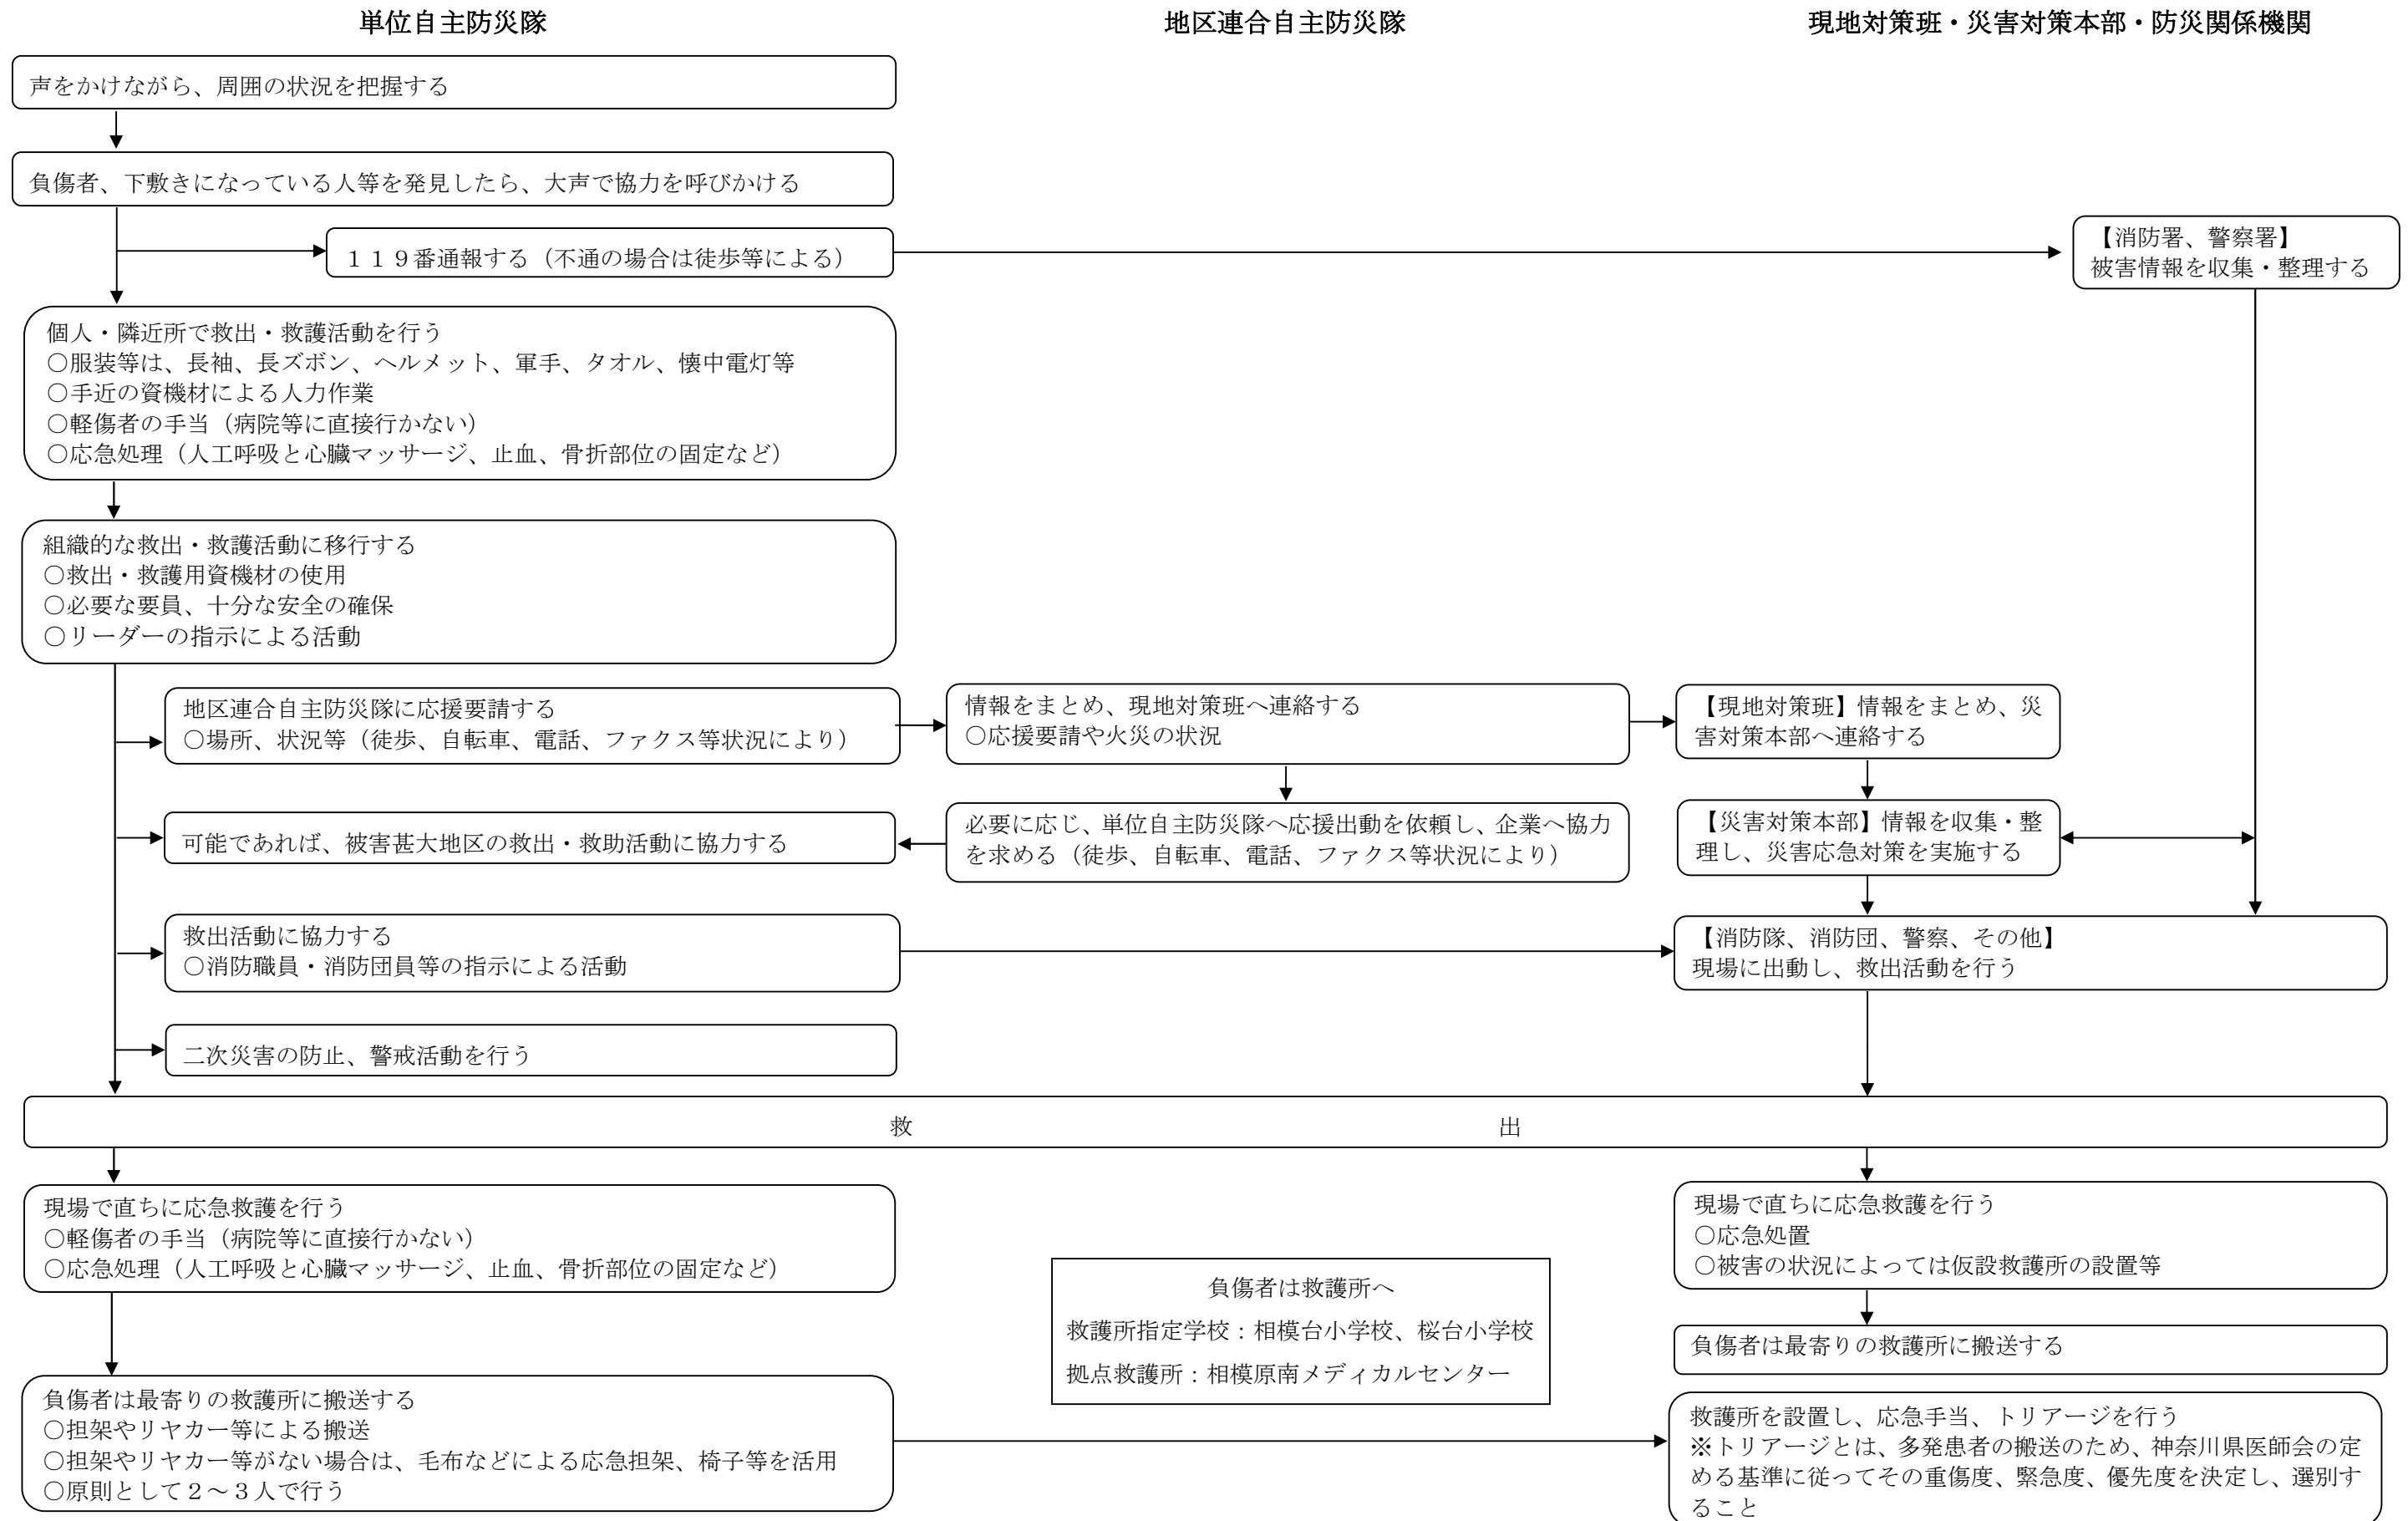 単位自主防災隊
地区連合自主防災隊
現地対策班・災害対策本部・防災関係機関
声をかけながら、周囲の状況を把握する
負傷者、下敷きになっている人等を発見したら、大声で協力を呼びかける
１１９番通報する（不通の場合は徒歩等による）
【消防署、警察署】
被害情報を収集・整理する
個人・隣近所で救出・救護活動を行う
○服装等は、長袖、長ズボン、ヘルメット、軍手、タオル、懐中電灯等
○手近の資機材による人力作業
○軽傷者の手当（病院等に直接行かない）
○応急処理（人工呼吸と心臓マッサージ、止血、骨折部位の固定など）
組織的な救出・救護活動に移行する
○救出・救護用資機材の使用
○必要な要員、十分な安全の確保
○リーダーの指示による活動
地区連合自主防災隊に応援要請する
○場所、状況等（徒歩、自転車、電話、ファクス等状況により）
情報をまとめ、現地対策班へ連絡する
○応援要請や火災の状況
【現地対策班】情報をまとめ、災
害対策本部へ連絡する
可能であれば、被害甚大地区の救出・救助活動に協力する
必要に応じ、単位自主防災隊へ応援出動を依頼し、企業へ協力
を求める（徒歩、自転車、電話、ファクス等状況により）
【災害対策本部】情報を収集・整
理し、災害応急対策を実施する
救出活動に協力する
○消防職員・消防団員等の指示による活動
【消防隊、消防団、警察、その他】
現場に出動し、救出活動を行う
二次災害の防止、警戒活動を行う
救 出
現場で直ちに応急救護を行う
○軽傷者の手当（病院等に直接行かない）
○応急処理（人工呼吸と心臓マッサージ、止血、骨折部位の固定など）
現場で直ちに応急救護を行う
○応急処置
○被害の状況によっては仮設救護所の設置等
負傷者は救護所へ
救護所指定学校：相模台小学校、桜台小学校
拠点救護所：相模原南メディカルセンター
負傷者は最寄りの救護所に搬送する
負傷者は最寄りの救護所に搬送する
○担架やリヤカー等による搬送
○担架やリヤカー等がない場合は、毛布などによる応急担架、椅子等を活用
○原則として２～３人で行う
救護所を設置し、応急手当、トリアージを行う
※トリアージとは、多発患者の搬送のため、神奈川県医師会の定
める基準に従ってその重傷度、緊急度、優先度を決定し、選別す
ること